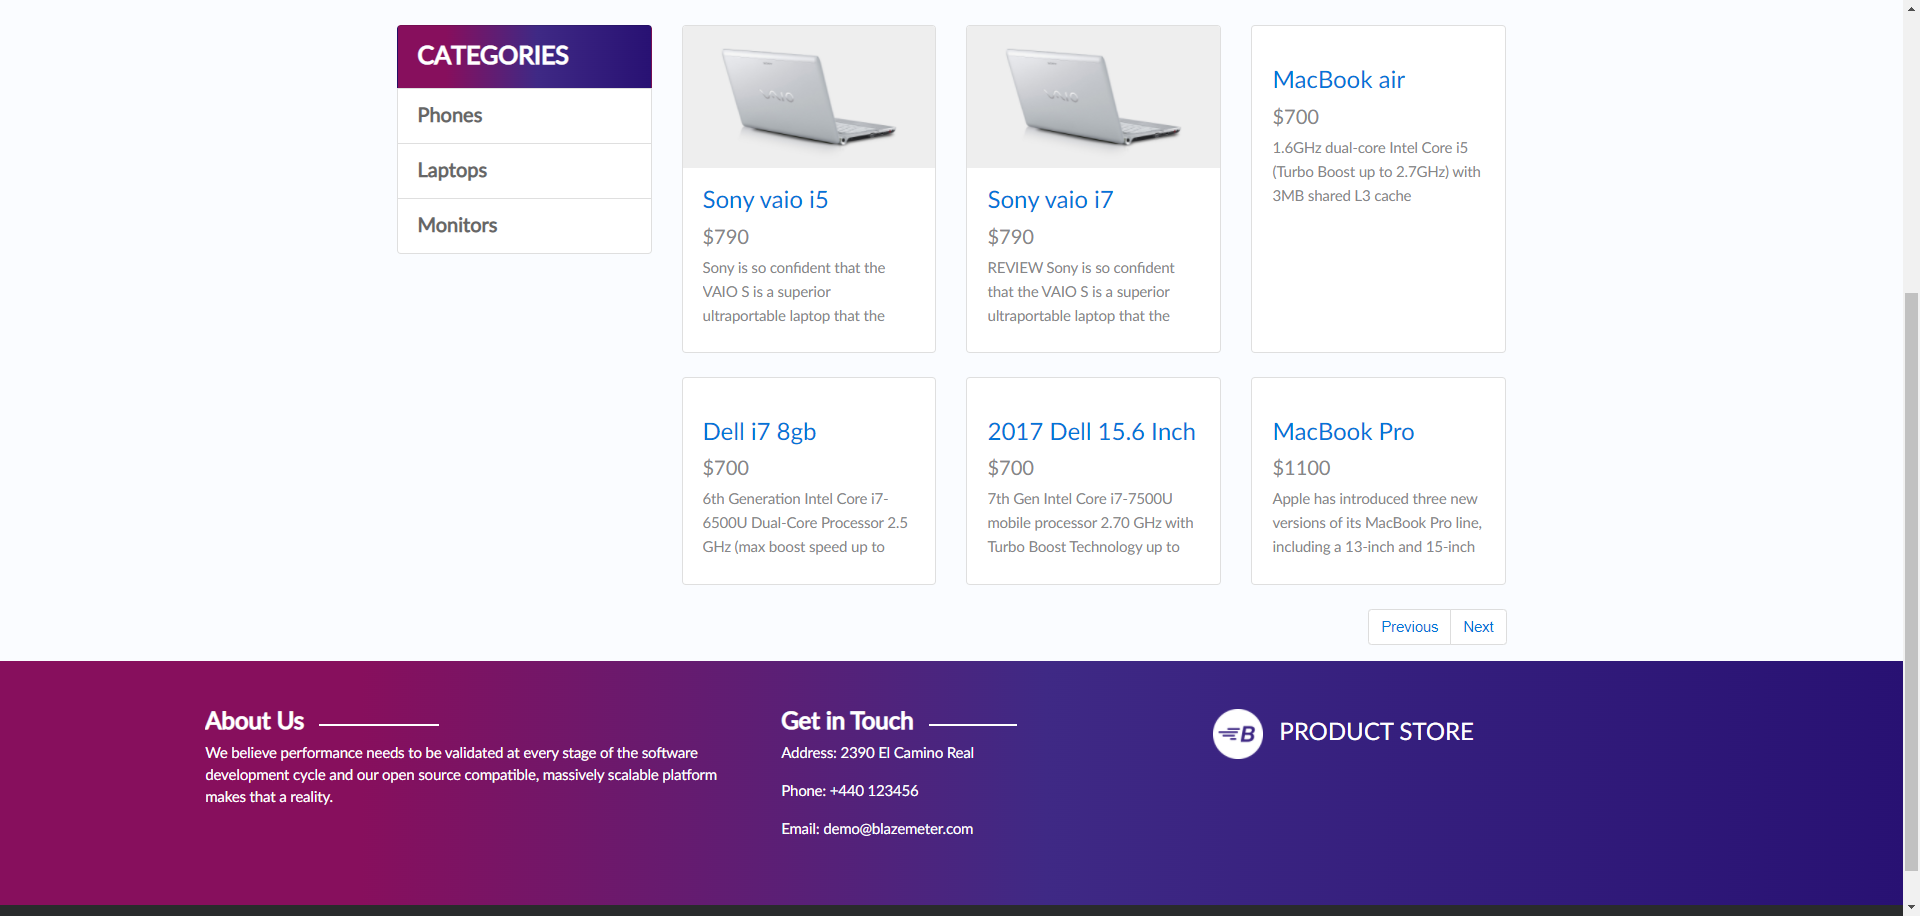 CATEGORIES
Phones
Laptops
Monitors
VAIO
Sony vaio i5
$790
Sony is so confident that the
VAIO S is a superior
ultraportable laptop that the
VAIO
Sony vaio i7
$790
REVIEW Sony is so confident
that the VAIO S is a superior
ultraportable laptop that the
MacBook air
$700
1.6GHz dual-core Intel Core i5
(Turbo Boost up to 2.7GHz) with
3MB shared L3 cache
Dell i7 8gb
$700
6th Generation Intel Core i7-
6500U Dual-Core Processor 2.5
GHz (max boost speed up to
2017 Dell 15.6 Inch
$700
7th Gen Intel Core i7-7500U
mobile processor 2.70 GHz with
Turbo Boost Technology up to
MacBook Pro
$1100
Apple has introduced three new
versions of its MacBook Pro line,
including a 13-inch and 15-inch
Previous Next
About Us
We believe performance needs to be validated at every stage of the software
development cycle and our open source compatible, massively scalable platform
makes that a reality.
Get in Touch
Address: 2390 El Camino Real
Phone: +440 123456
Email: demo@blazemeter.com
B PRODUCT STORE